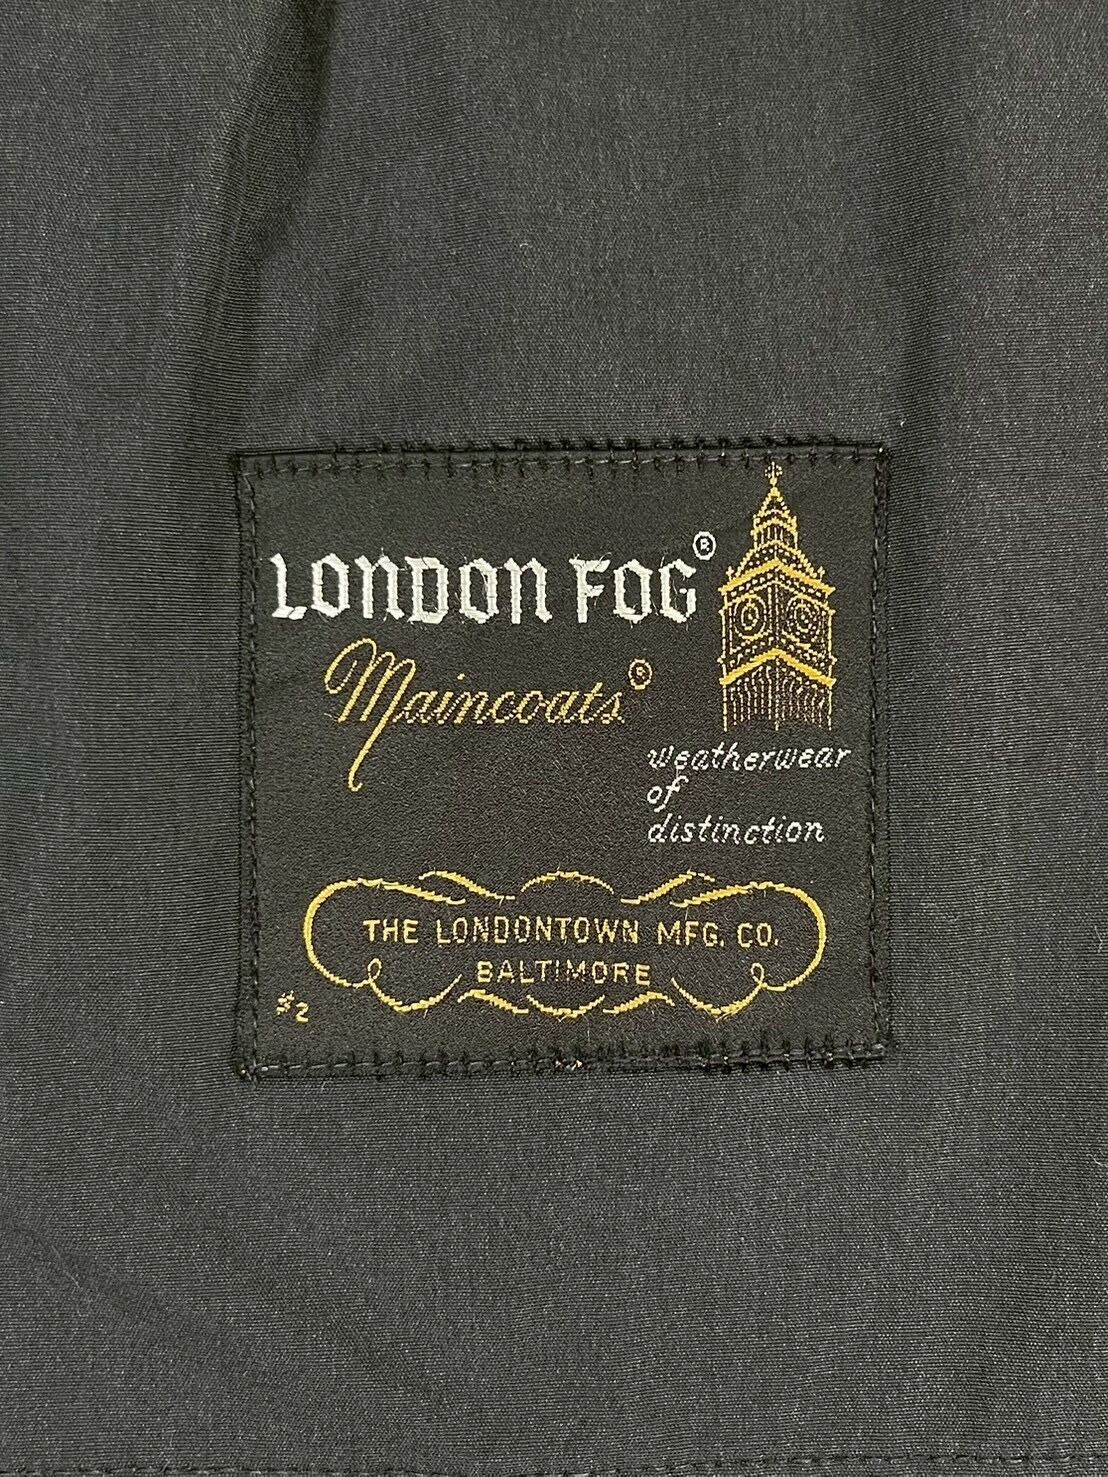 LONDON FOG®
Maincoats®
weatherwear
of
distinction
THE LONDONTOWN MFG. CO.
BALTIMORE
#2